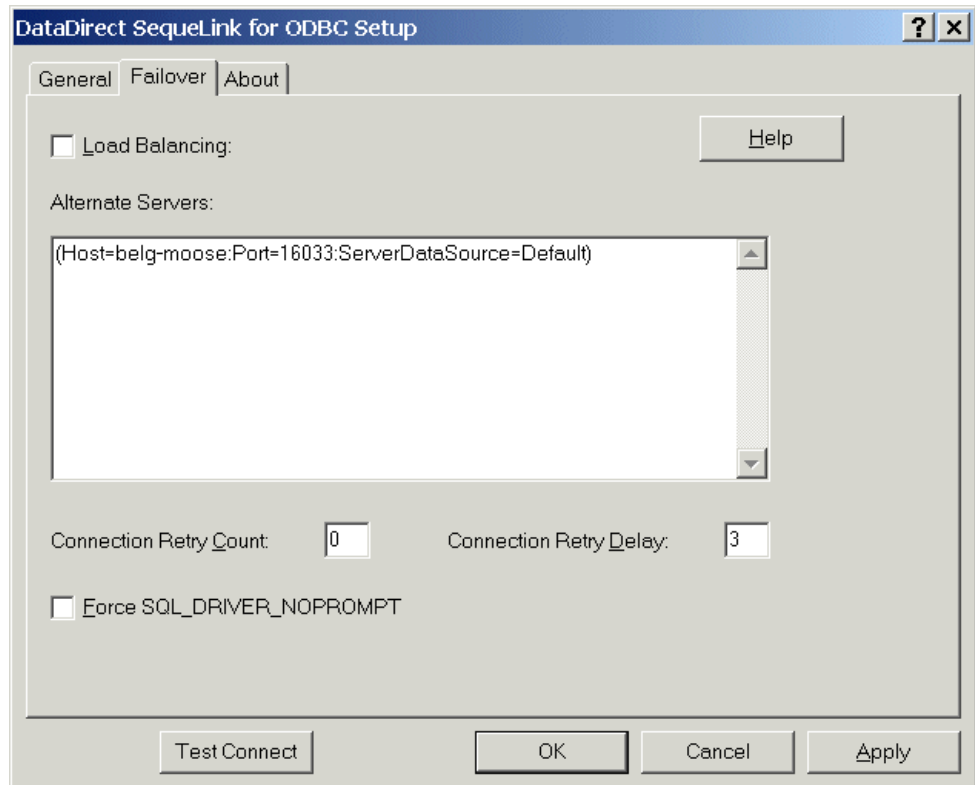 DataDirect SequeLink for ODBC Setup
General Failover About
Load Balancing: Help
Alternate Servers:
(Host=belg-moose:Port=16033:ServerDataSource=Default)
Connection Retry Count: 0 Connection Retry Delay: 3
Force SQL_DRIVER_NOPROMPT
Test Connect OK Cancel Apply